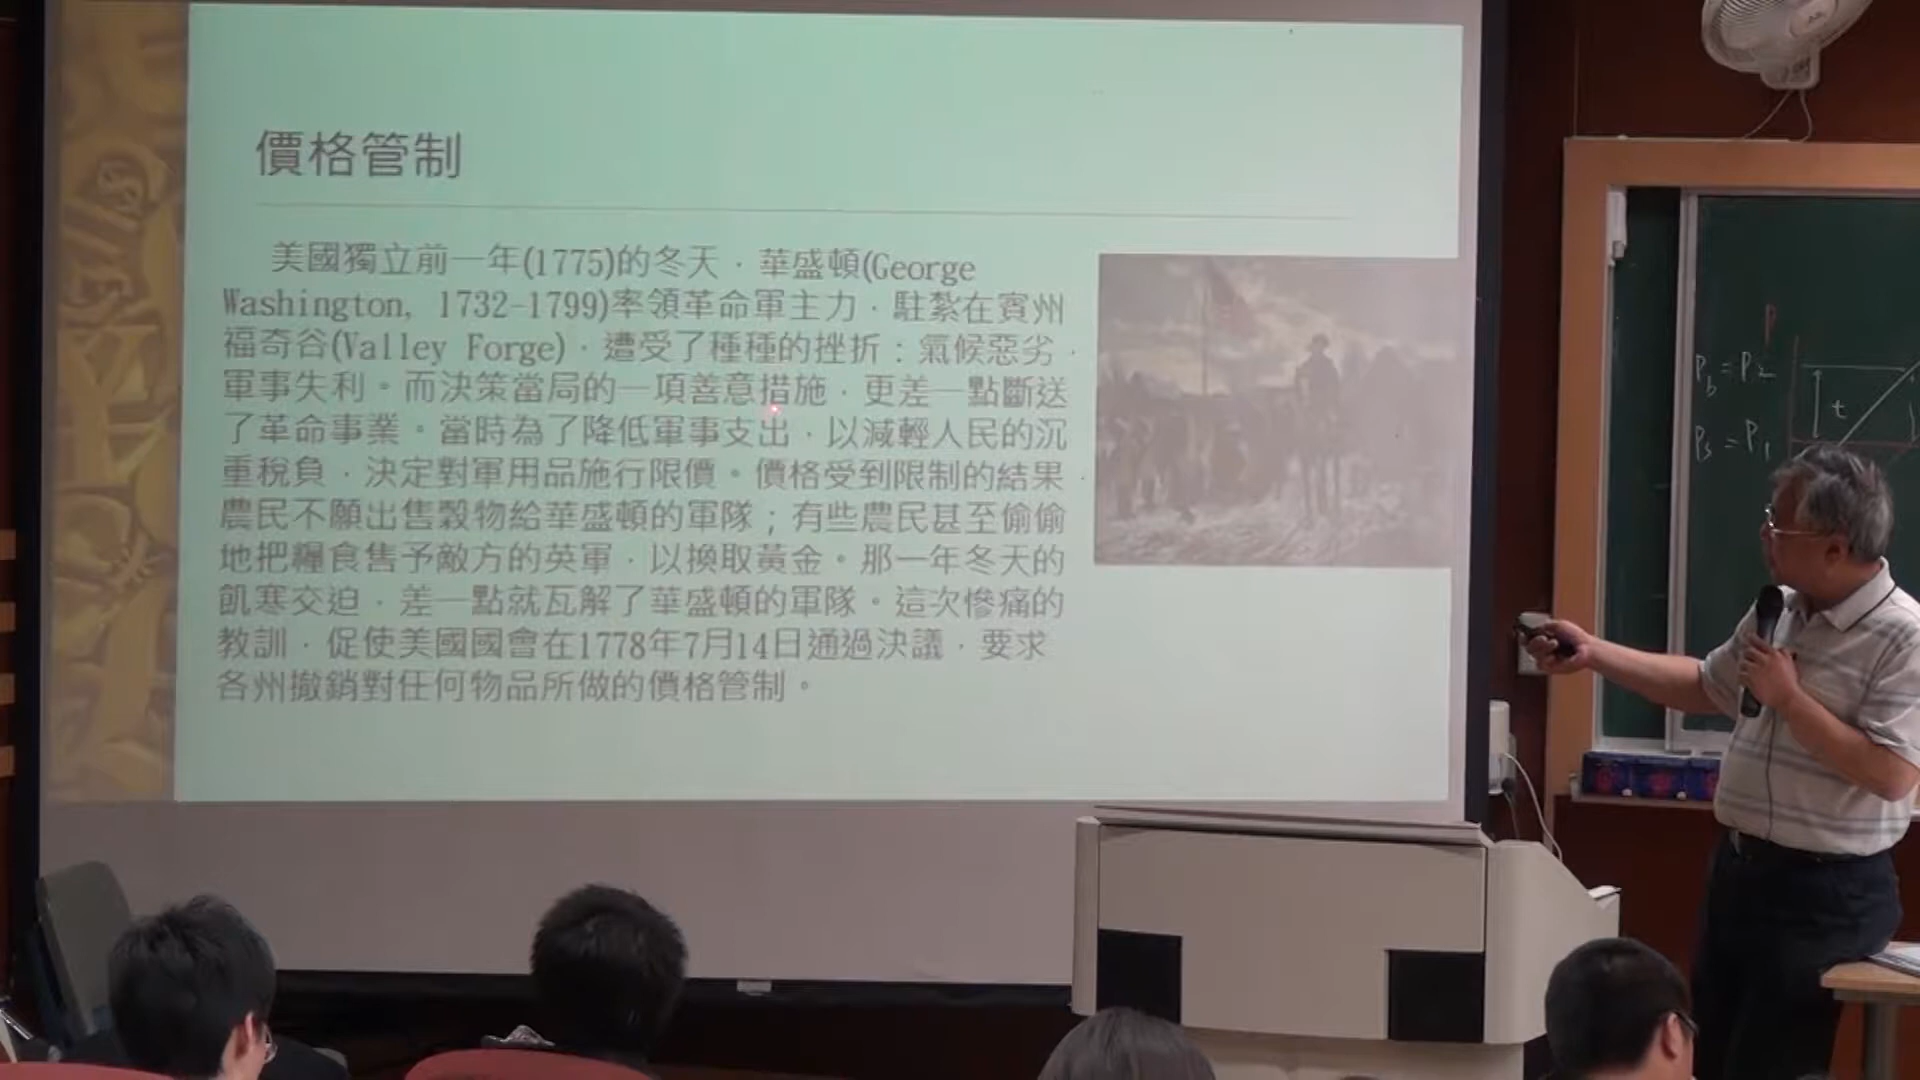 價格管制
美國獨立前一年(1775)的冬天，華盛頓(George
Washington, 1732-1799)率領革命軍主力，駐紮在賓州
福奇谷(Valley Forge)，遭受了種種的挫折：氣候惡劣，
軍事失利。而決策當局的一項善意措施，更差一點斷送
了革命事業。當時為了降低軍事支出，以減輕人民的沉
重稅負，決定對軍用品施行限價。價格受到限制的結果，
農民不願出售穀物給華盛頓的軍隊；有些農民甚至偷偷
地把糧食售予敵方的英軍，以換取黃金。那一年冬天的
飢寒交迫，差一點就瓦解了華盛頓的軍隊。這次慘痛的
教訓，促使美國國會在1778年7月14日通過決議，要求
各州撤銷對任何物品所做的價格管制。
P
P_b=P_2
t
P_s=P_1